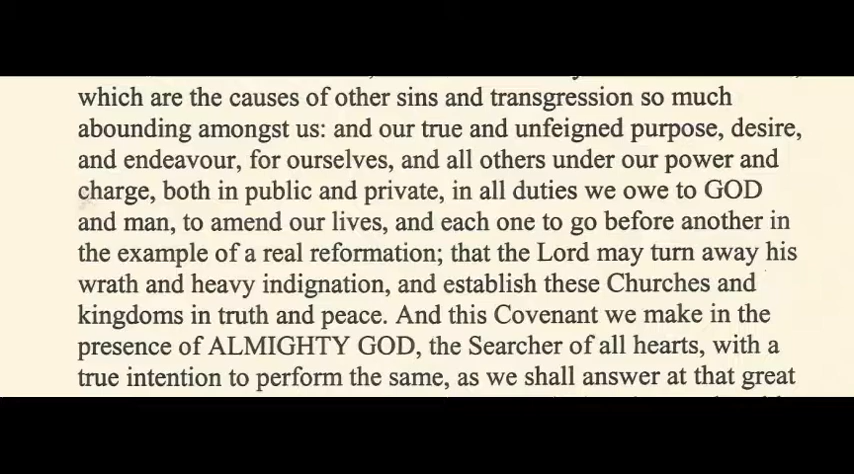 which are the causes of other sins and transgression so much
abounding amongst us: and our true and unfeigned purpose, desire,
and endeavour, for ourselves, and all others under our power and
charge, both in public and private, in all duties we owe to GOD
and man, to amend our lives, and each one to go before another in
the example of a real reformation; that the Lord may turn away his
wrath and heavy indignation, and establish these Churches and
kingdoms in truth and peace. And this Covenant we make in the
presence of ALMIGHTY GOD, the Searcher of all hearts, with a
true intention to perform the same, as we shall answer at that great